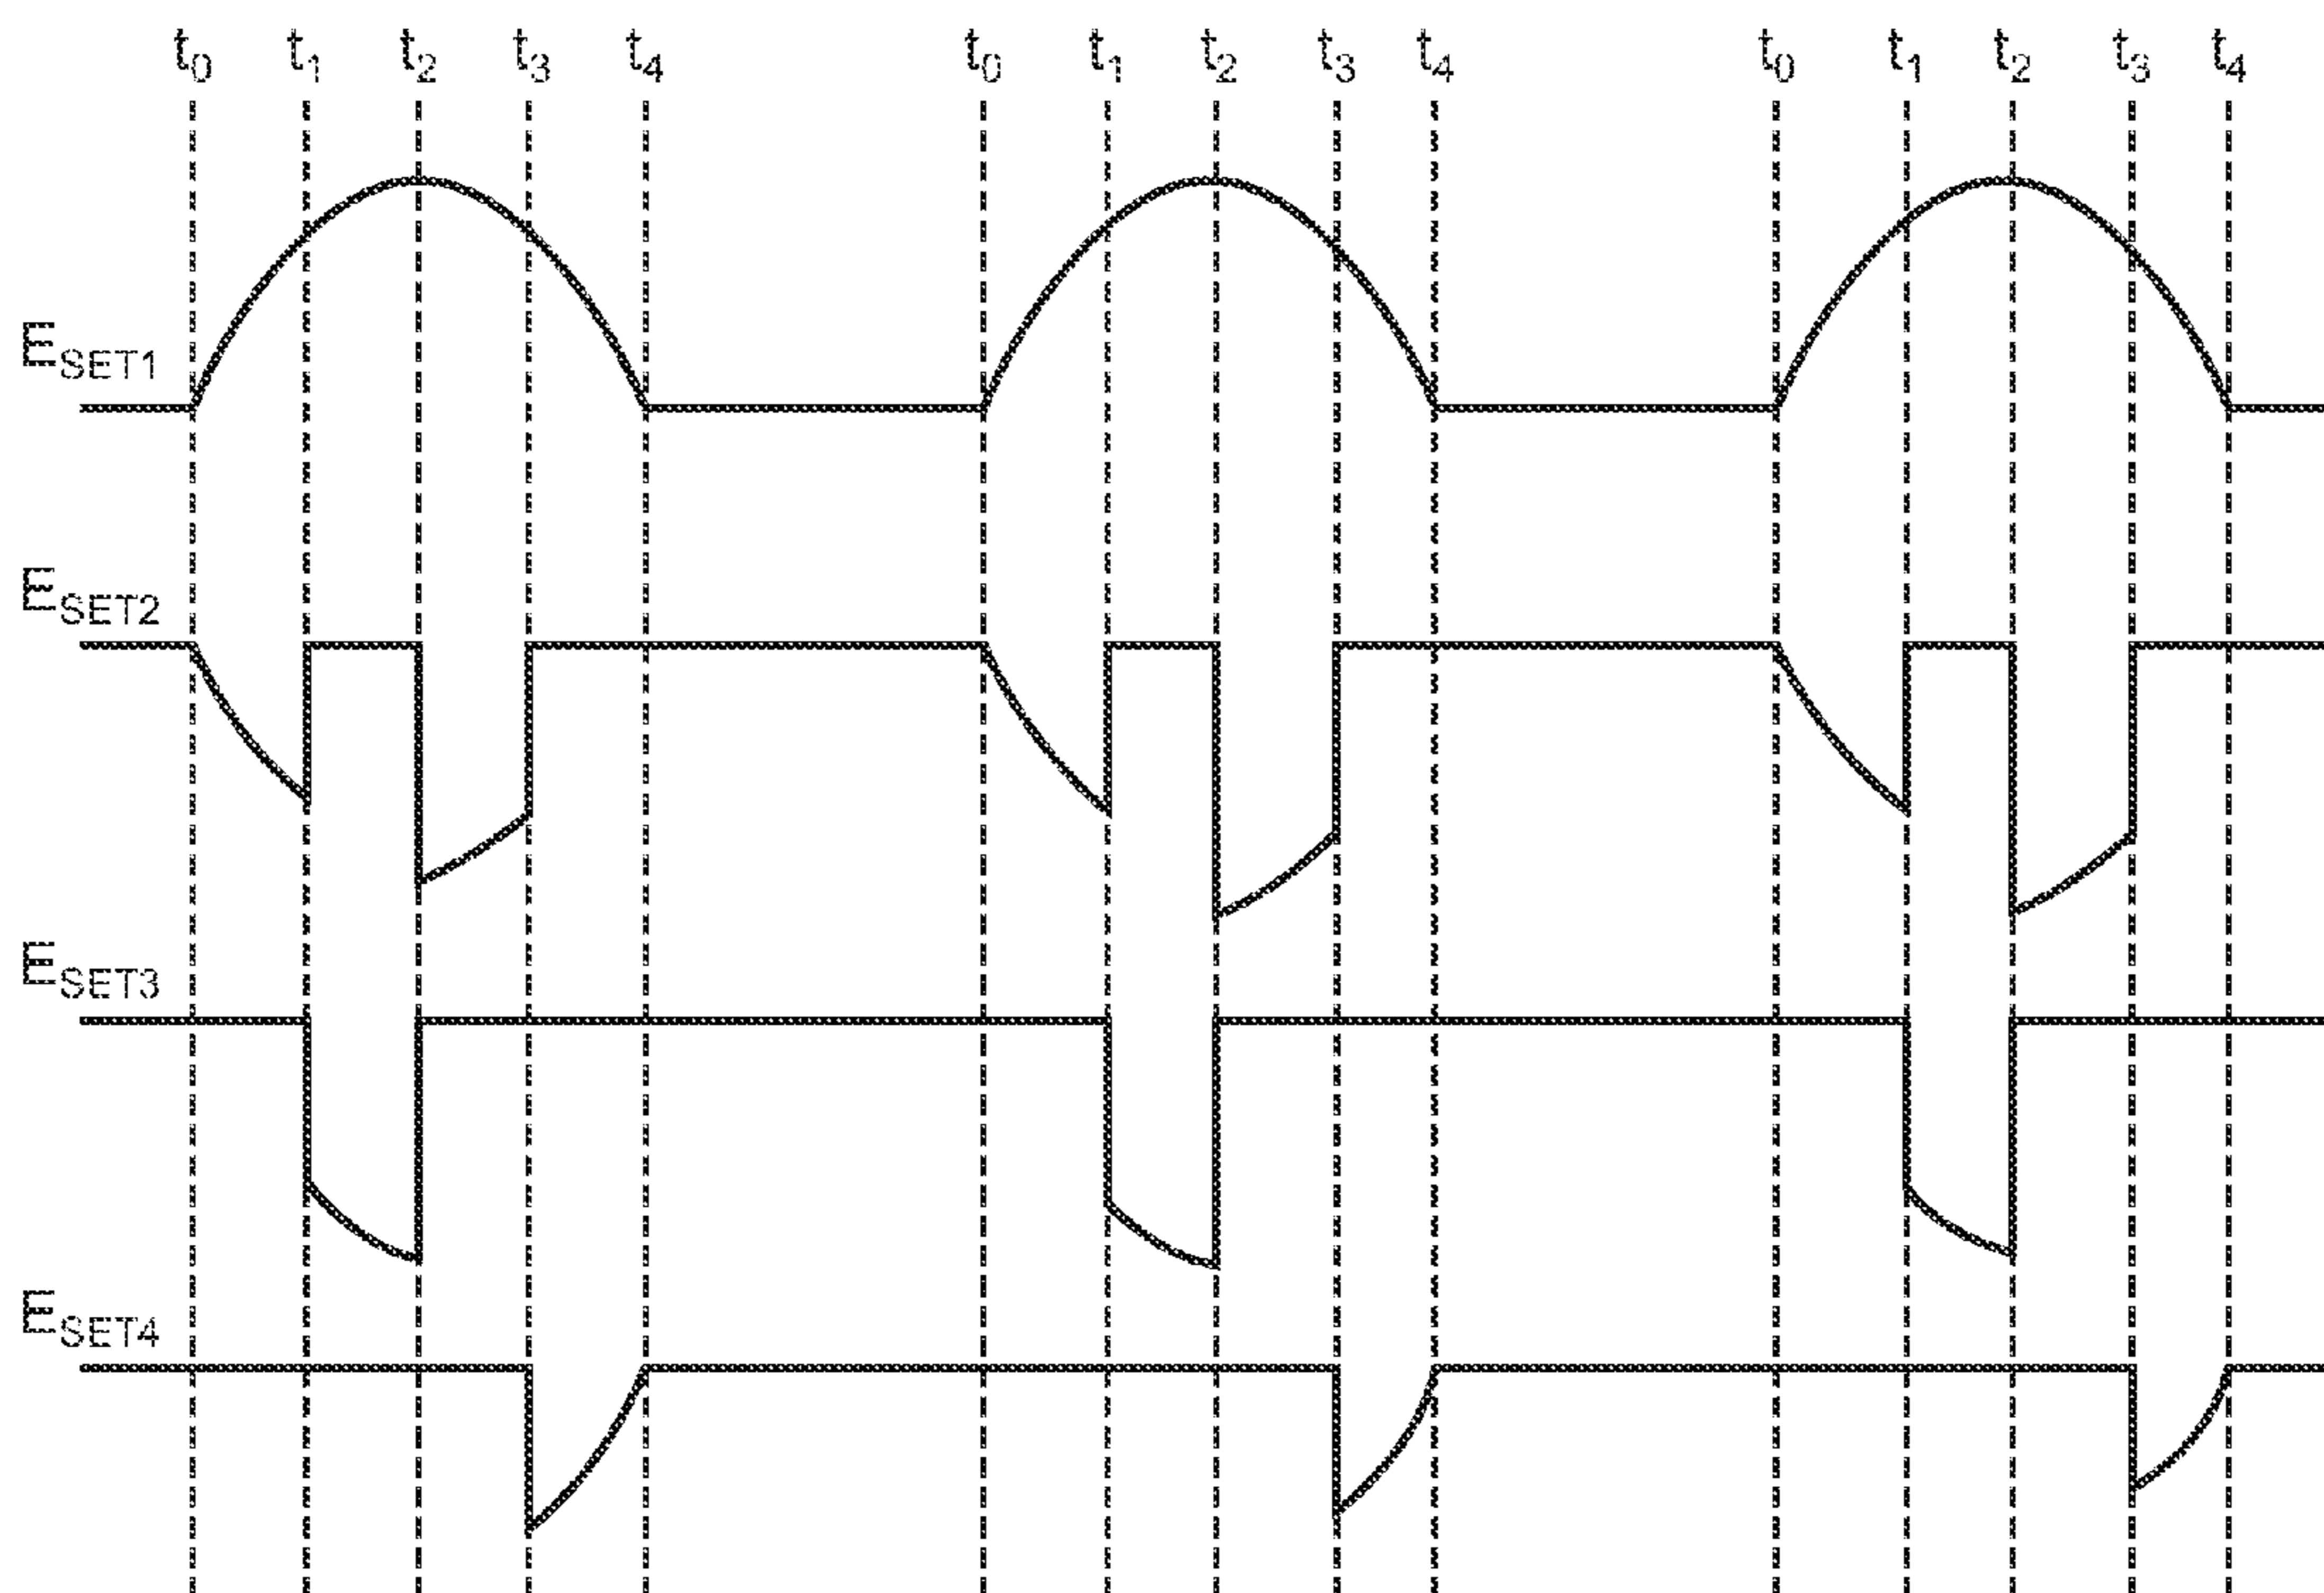 t0 t1 t2 t3 t4 t0 t1 t2 t3 t4 t0 t1 t2 t3 t4
ESET1
ESET2
ESET3
ESET4